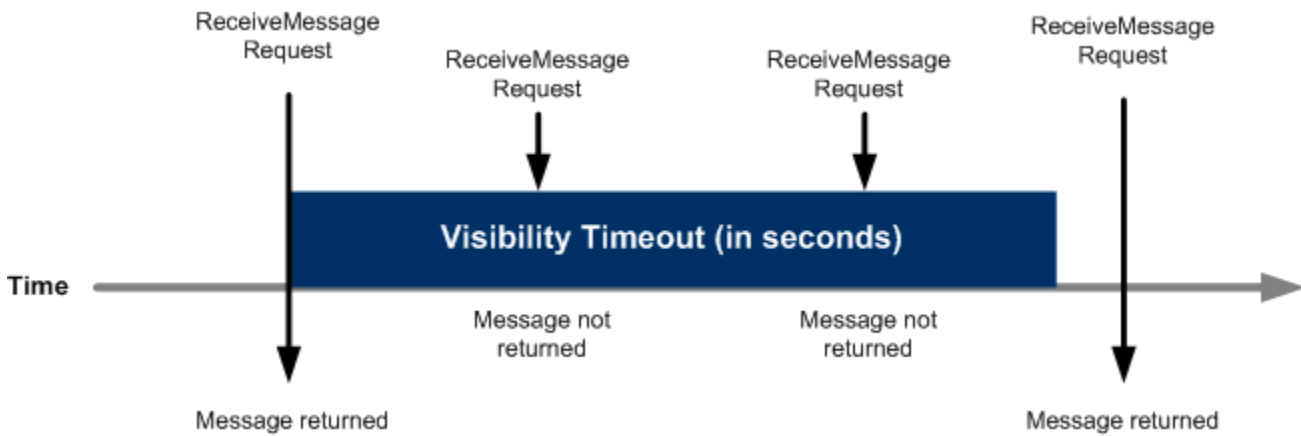 ReceiveMessage
Request
ReceiveMessage
Request
ReceiveMessage
Request
ReceiveMessage
Request
Visibility Timeout (in seconds)
Time
Message not
returned
Message not
returned
Message returned
Message returned